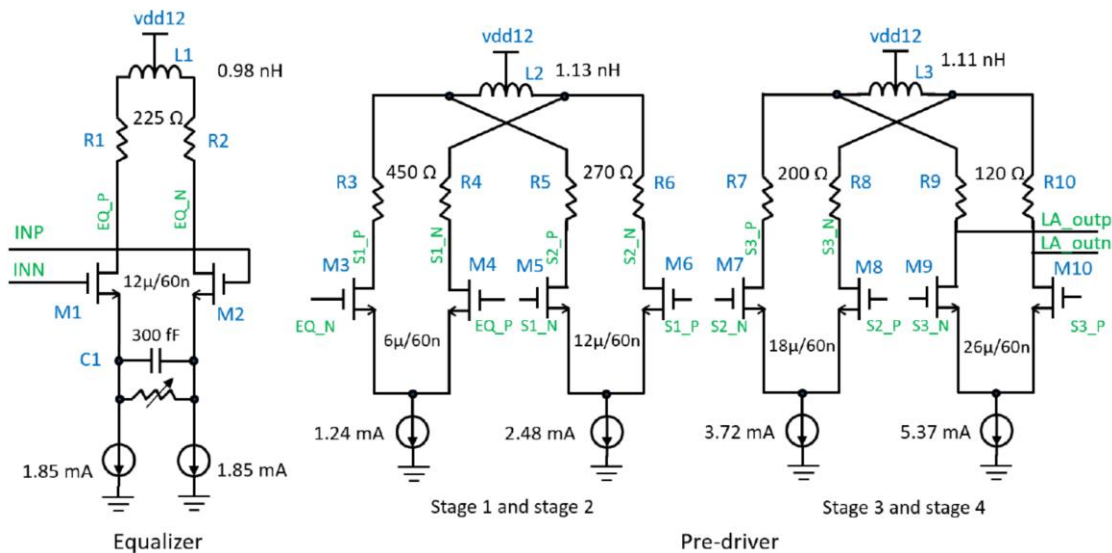 vdd12
L1
0.98 nH
225 Ω
R1
R2
EQ_P
EQ_N
INP
INN
12μ/60n
M1
M2
300 fF
C1
1.85 mA
1.85 mA
Equalizer
vdd12
L2
1.13 nH
R3
450 Ω
R4
R5
270 Ω
R6
S1_P
S1_N
S2_P
S2_N
M3
M4
M5
M6
EQ_N
EQ_P
S1_N
S1_P
6μ/60n
12μ/60n
1.24 mA
2.48 mA
Stage 1 and stage 2
vdd12
L3
1.11 nH
R7
200 Ω
R8
R9
120 Ω
R10
S3_P
S3_N
LA_outp
LA_outn
M7
M8
M9
M10
S2_N
S2_P
S3_N
S3_P
18μ/60n
26μ/60n
3.72 mA
5.37 mA
Stage 3 and stage 4
Pre-driver